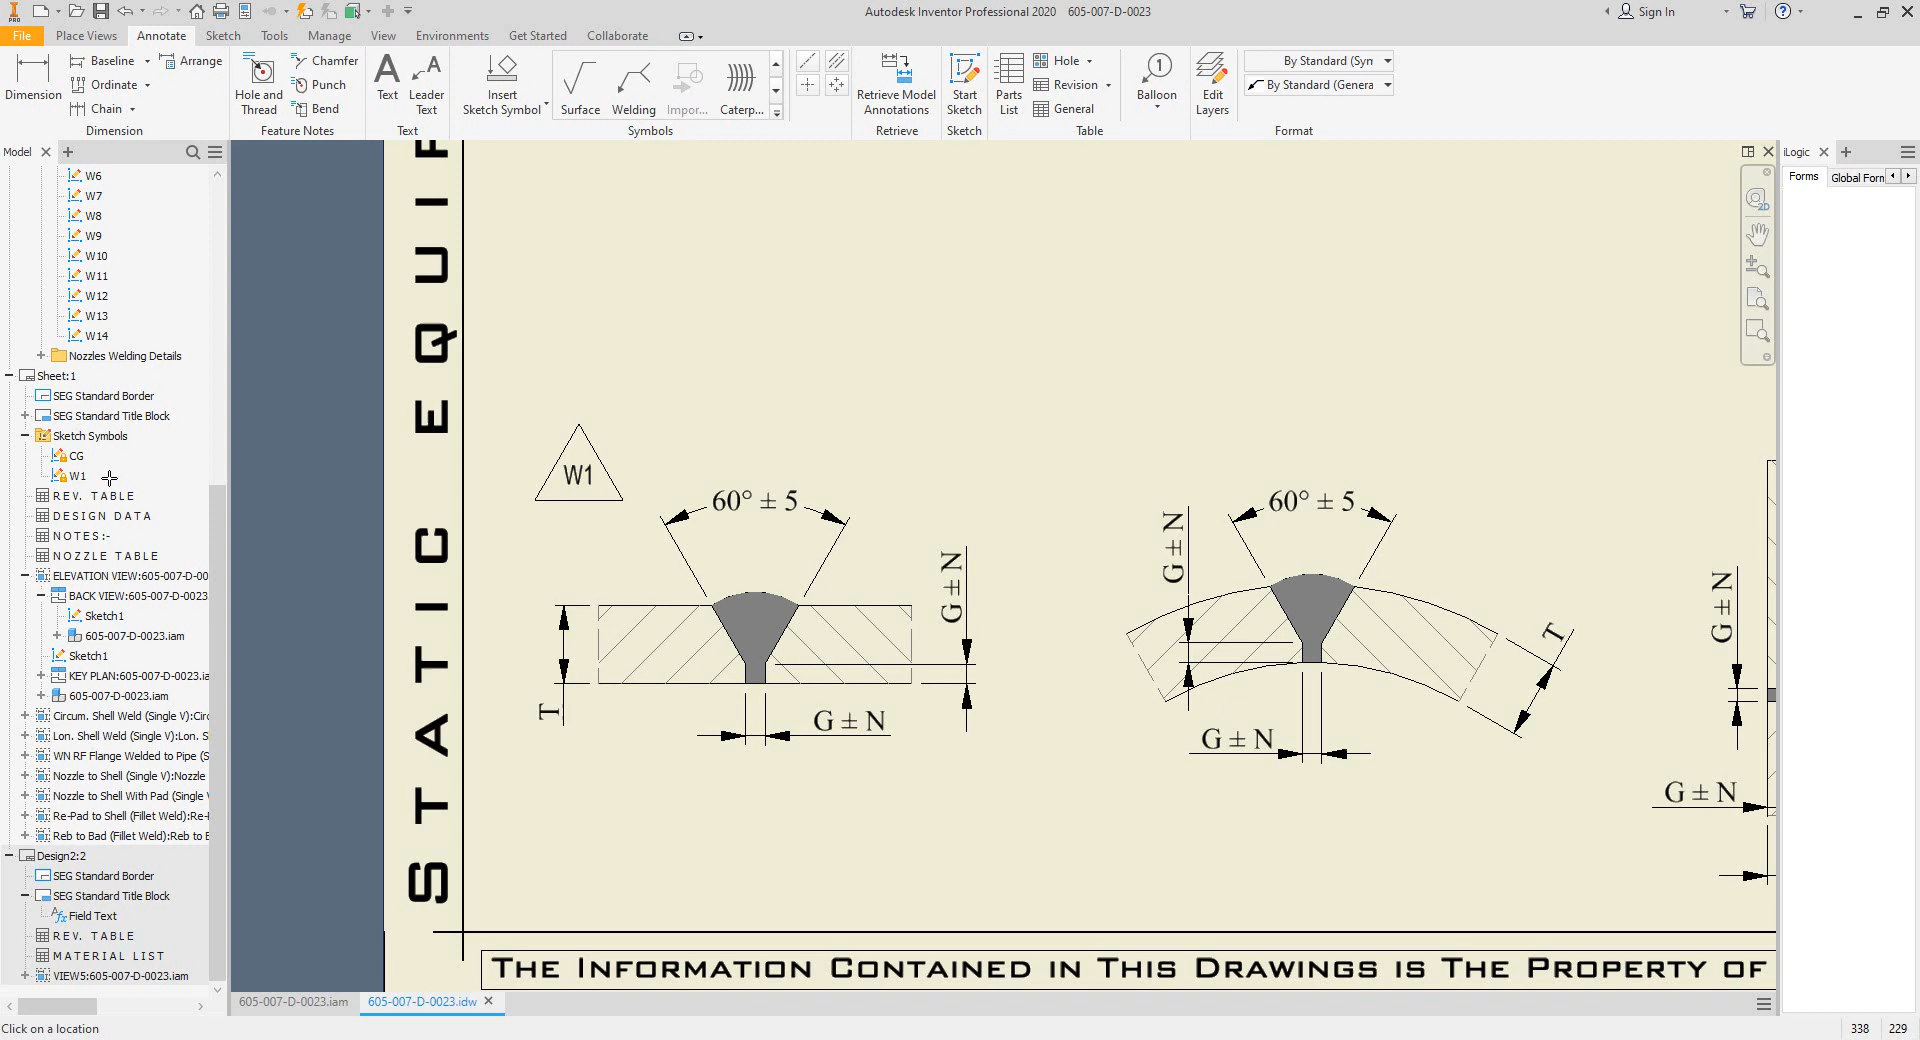 PRO
Autodesk Inventor Professional 2020 605-007-D-0023
Sign In
File Place Views Annotate Sketch Tools Manage View Environments Get Started Collaborate
Dimension
Baseline
Arrange
Ordinate
Chain
Dimension
Hole and
Thread
Chamfer
Punch
Bend
Feature Notes
Text
Leader
Text
Text
Insert
Sketch Symbol
Surface Welding Impor... Caterp...
Symbols
Retrieve Model
Annotations
Retrieve
Start
Sketch
Sketch
Parts
List
Hole
Revision
General
Table
1
Balloon
Edit
Layers
By Standard (Syn
By Standard (Genera
Format
Model
W6
W7
W8
W9
W10
W11
W12
W13
W14
Nozzles Welding Details
Sheet:1
SEG Standard Border
SEG Standard Title Block
Sketch Symbols
CG
W1
REV. TABLE
DESIGN DATA
NOTES:-
NOZZLE TABLE
ELEVATION VIEW:605-007-D-00
BACK VIEW:605-007-D-0023
Sketch1
605-007-D-0023.iam
Sketch1
KEY PLAN:605-007-D-0023.ia
605-007-D-0023.iam
Circum. Shell Weld (Single V):Circ
Lon. Shell Weld (Single V):Lon. S
WN RF Flange Welded to Pipe (S
Nozzle to Shell (Single V):Nozzle
Nozzle to Shell With Pad (Single V
Re-Pad to Shell (Fillet Weld):Re-
Reb to Bad (Fillet Weld):Reb to B
Design2:2
SEG Standard Border
SEG Standard Title Block
fx Field Text
REV. TABLE
MATERIAL LIST
VIEW5:605-007-D-0023.iam
STATIC EQUI
W1
60° ± 5
G ± N
T
G ± N
60° ± 5
G ± N
T
G ± N
G ± N
G ± N
THE INFORMATION CONTAINED IN THIS DRAWINGS IS THE PROPERTY OF
2D
iLogic
Forms Global Forn
605-007-D-0023.iam 605-007-D-0023.idw
Click on a location
338 229